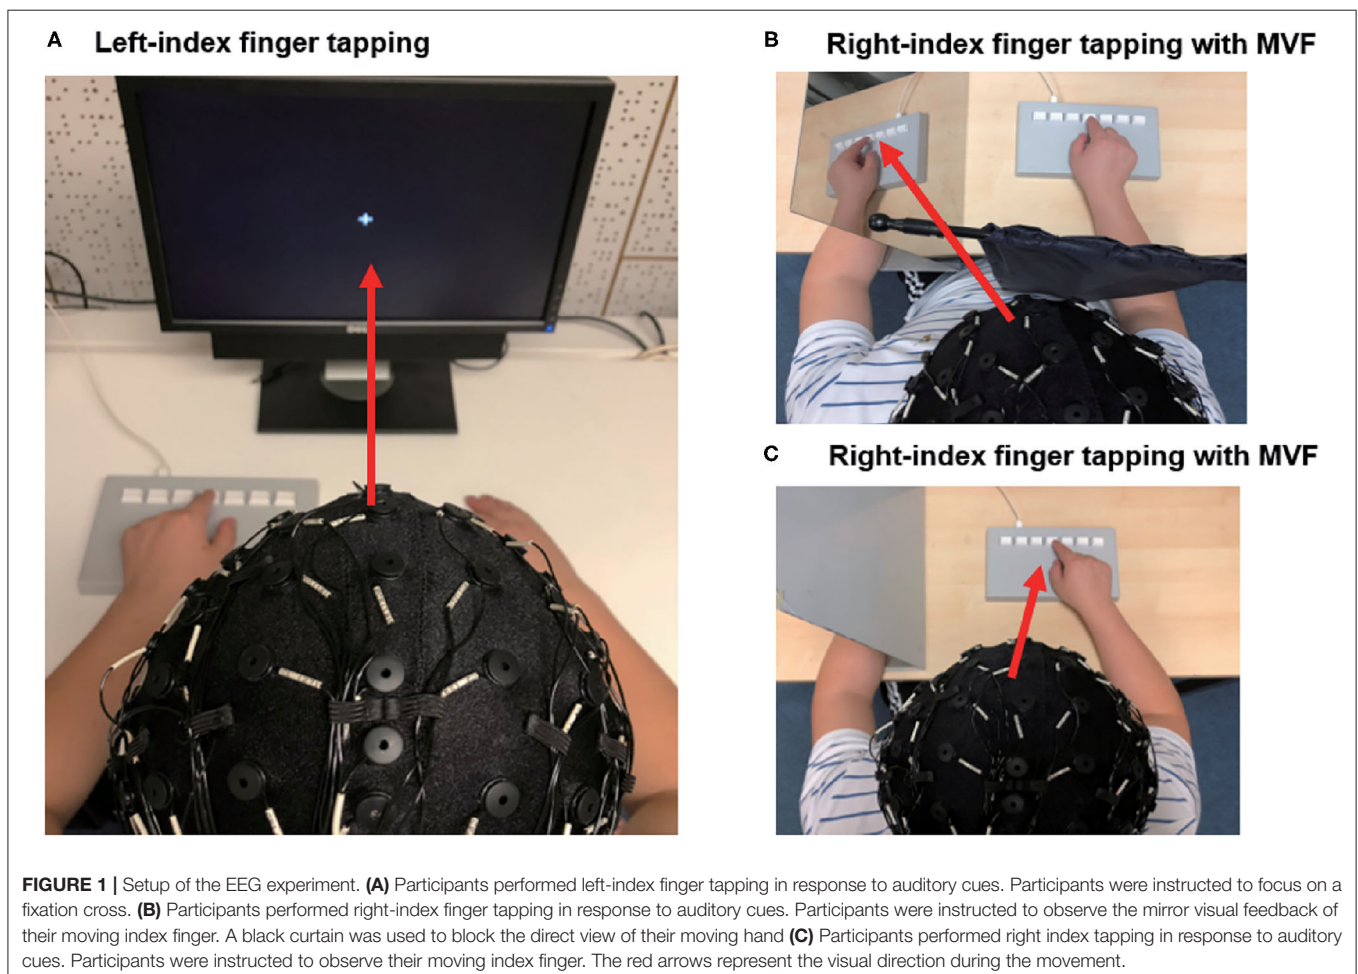 A Left-index finger tapping
B Right-index finger tapping with MVF
C Right-index finger tapping with MVF
FIGURE 1 | Setup of the EEG experiment. (A) Participants performed left-index finger tapping in response to auditory cues. Participants were instructed to focus on a
fixation cross. (B) Participants performed right-index finger tapping in response to auditory cues. Participants were instructed to observe the mirror visual feedback of
their moving index finger. A black curtain was used to block the direct view of their moving hand (C) Participants performed right index tapping in response to auditory
cues. Participants were instructed to observe their moving index finger. The red arrows represent the visual direction during the movement.